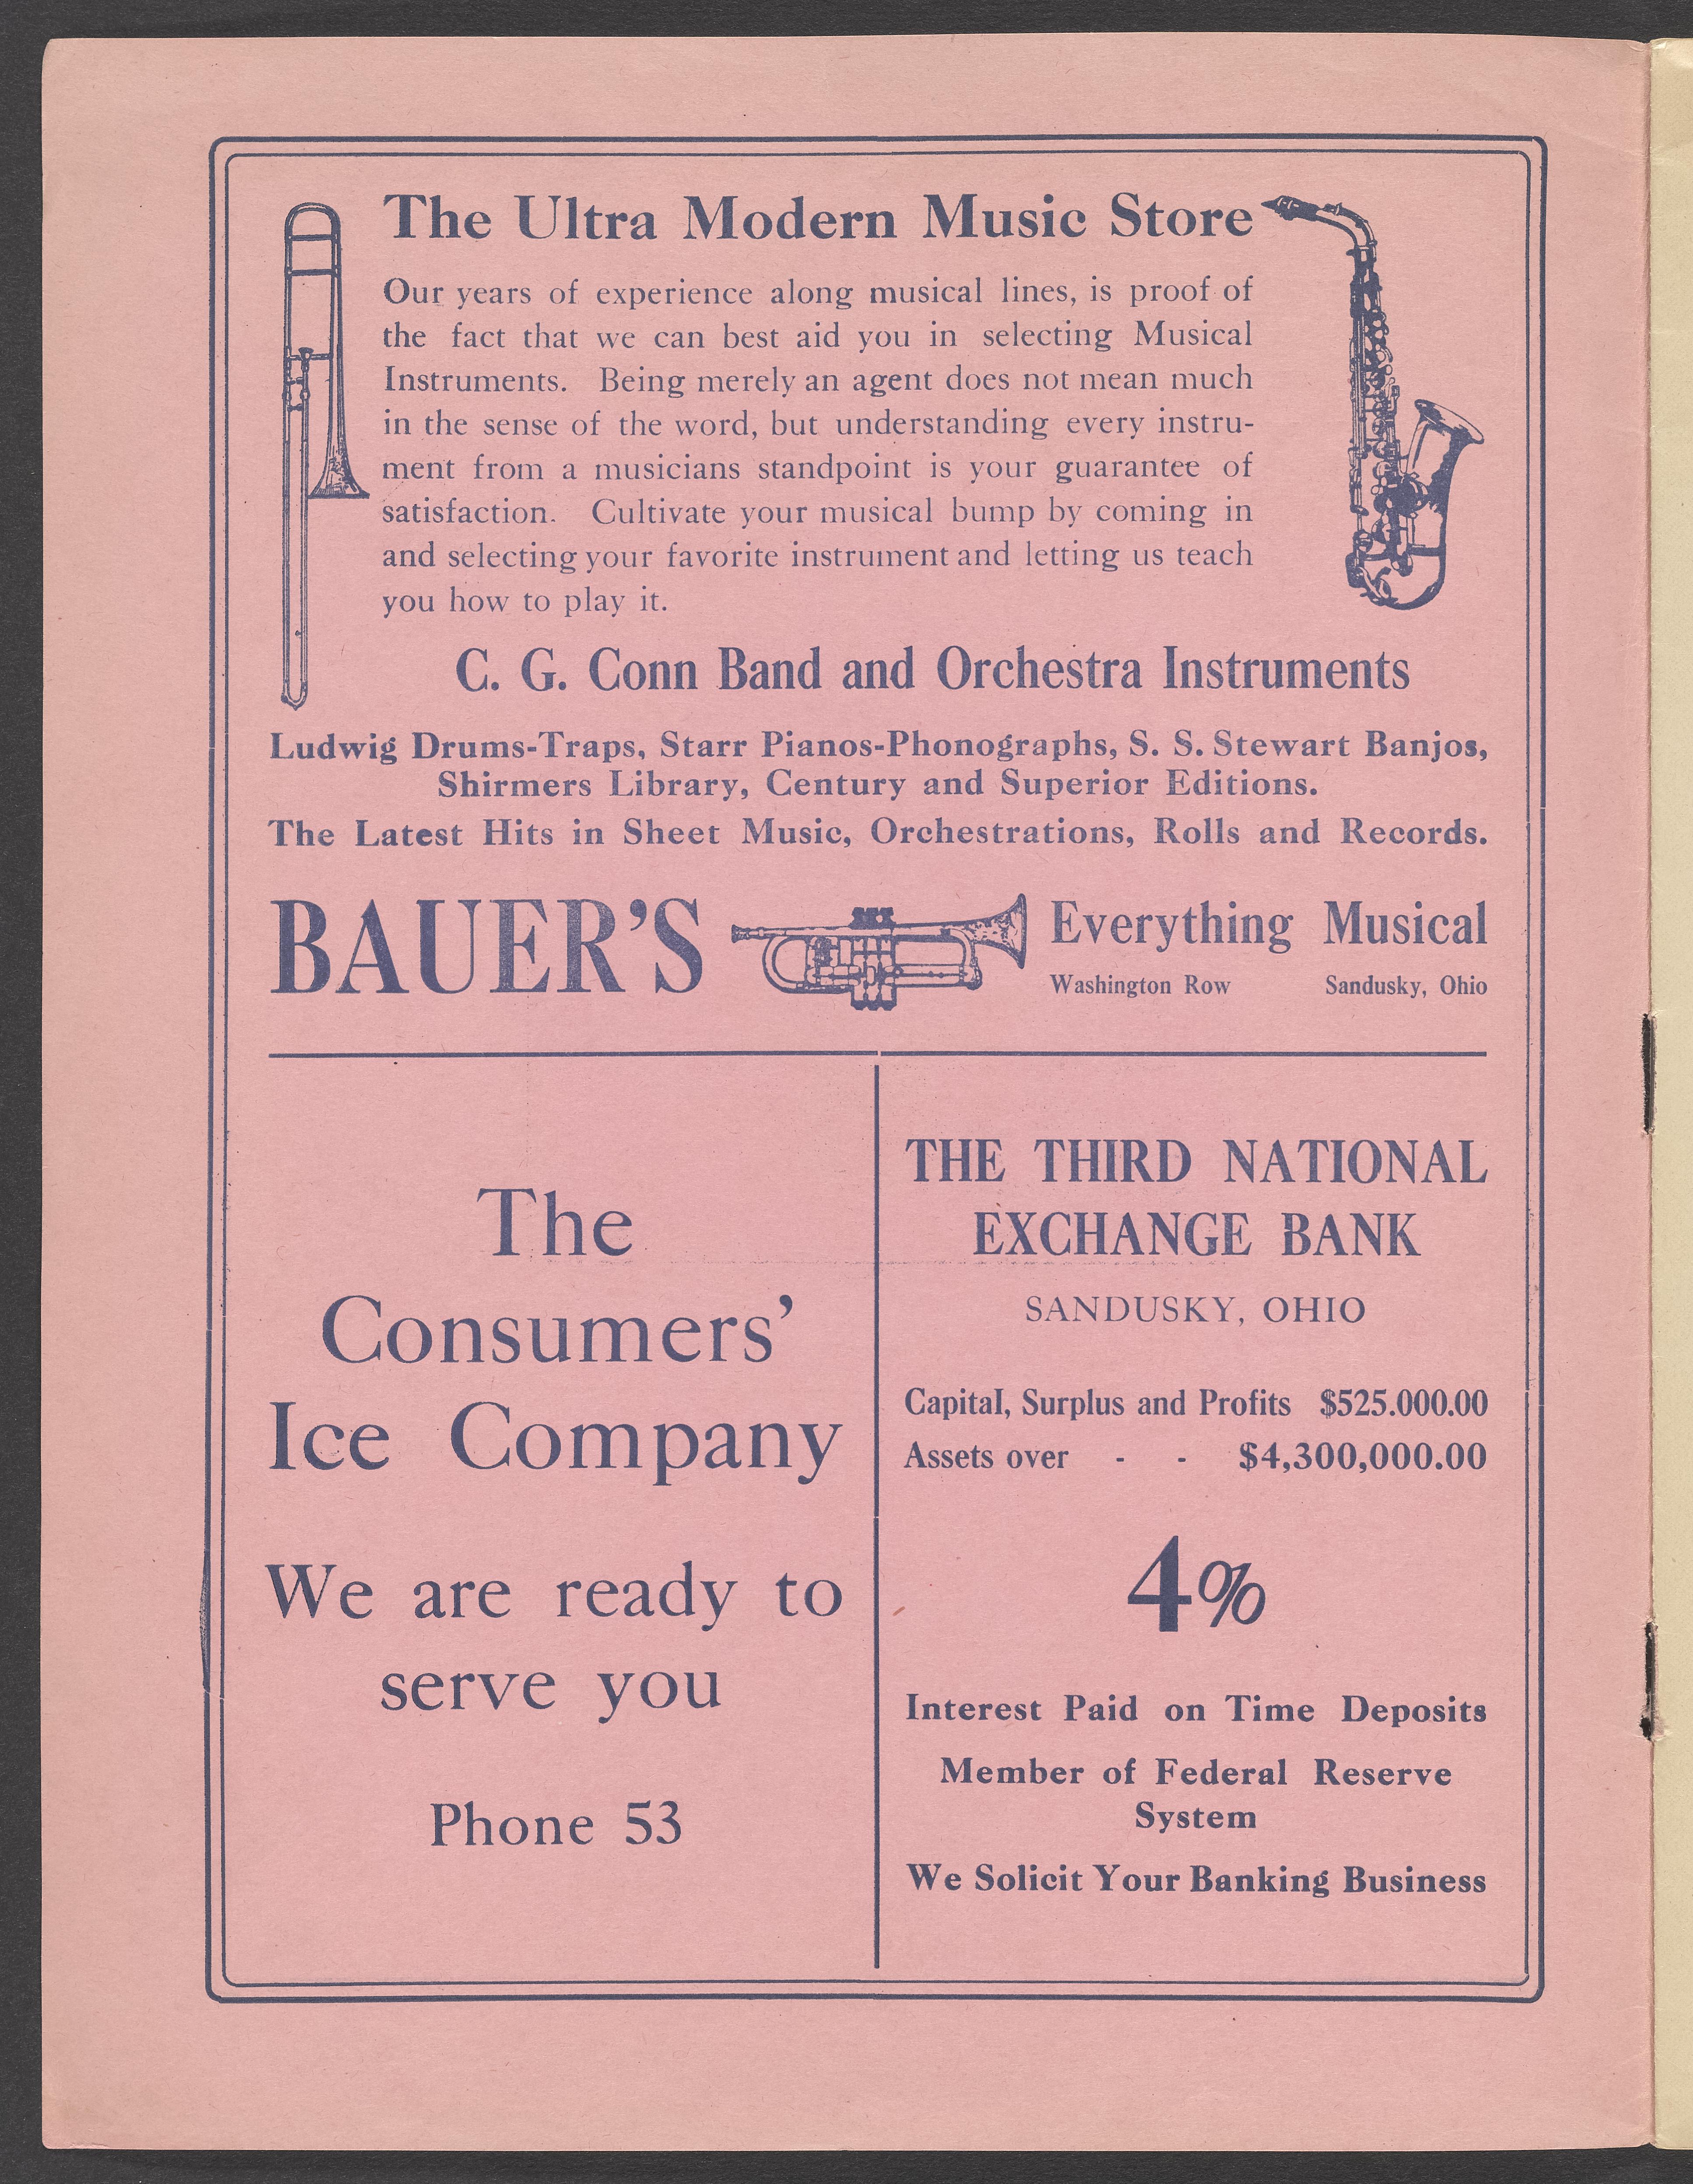 The Ultra Modern Music Store
Our years of experience along musical lines, is proof of
the fact that we can best aid you in selecting Musical
Instruments. Being merely an agent does not mean much
in the sense of the word, but understanding every instru-
ment from a musicians standpoint is your guarantee of
satisfaction. Cultivate your musical bump by coming in
and selecting your favorite instrument and letting us teach
you how to play it.
C. G. Conn Band and Orchestra Instruments
Ludwig Drums-Traps, Starr Pianos-Phonographs, S. S. Stewart Banjos,
Shirmers Library, Century and Superior Editions.
The Latest Hits in Sheet Music, Orchestrations, Rolls and Records.
BAUER'S
Everything Musical
Washington Row Sandusky, Ohio
The
Consumers'
Ice Company
We are ready to
serve you
Phone 53
THE THIRD NATIONAL
EXCHANGE BANK
SANDUSKY, OHIO
Capital, Surplus and Profits $525.000.00
Assets over - - $4,300,000.00
4%
Interest Paid on Time Deposits
Member of Federal Reserve
System
We Solicit Your Banking Business